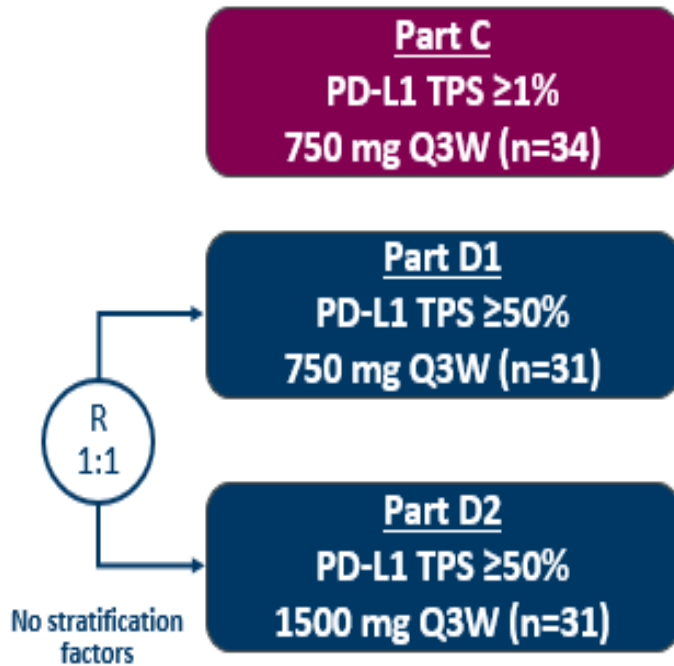 Part C
PD-L1 TPS ≥1%
750 mg Q3W (n=34)
Part D1
PD-L1 TPS ≥50%
750 mg Q3W (n=31)
R
1:1
Part D2
PD-L1 TPS ≥50%
1500 mg Q3W (n=31)
No stratification
factors